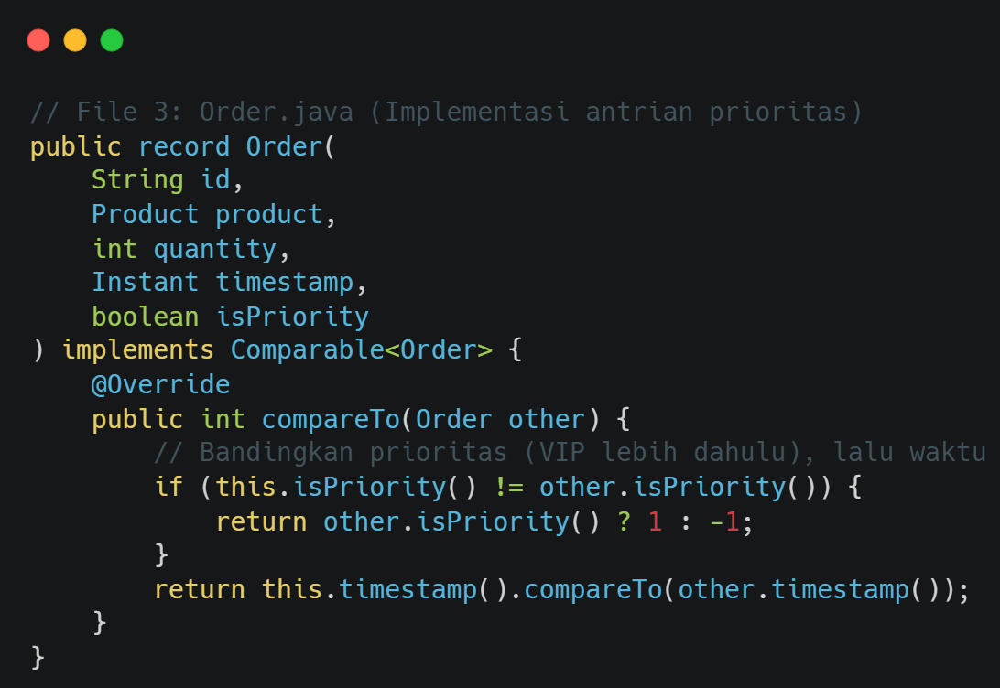 // File 3: Order.java (Implementasi antrian prioritas)
public record Order(
    String id,
    Product product,
    int quantity,
    Instant timestamp,
    boolean isPriority
) implements Comparable<Order> {
    @Override
    public int compareTo(Order other) {
        // Bandingkan prioritas (VIP lebih dahulu), lalu waktu
        if (this.isPriority() != other.isPriority()) {
            return other.isPriority() ? 1 : -1;
        }
        return this.timestamp().compareTo(other.timestamp());
    }
}